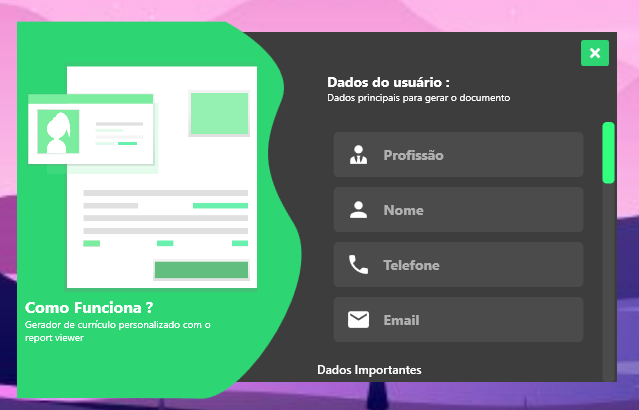 Dados do usuário :
Dados principais para gerar o documento
Profissão
Nome
Telefone
Email
Dados Importantes
Como Funciona ?
Gerador de currículo personalizado com o
report viewer